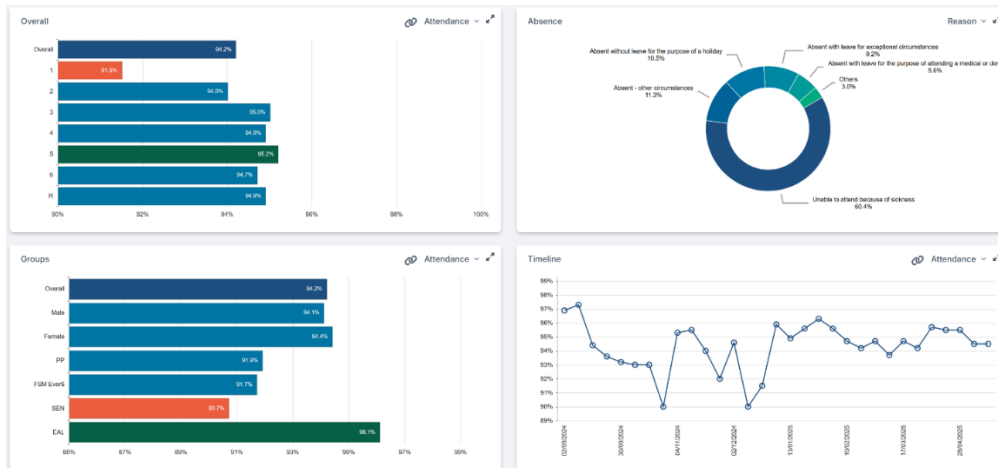 Overall
Attendance
Overall
94.2%
1
91.5%
2
94.0%
3
95.0%
4
94.9%
5
95.2%
6
94.7%
R
94.9%
90%
92%
94%
96%
98%
100%
Absence
Reason
Absent without leave for the purpose of a holiday
10.5%
Absent with leave for exceptional circumstances
9.2%
Absent with leave for the purpose of attending a medical or
5.6%
Others
3.0%
Absent - other circumstances
11.3%
Unable to attend because of sickness
60.4%
Groups
Attendance
Overall
94.2%
Male
94.1%
Female
94.4%
PP
91.9%
FSM Ever6
91.7%
SEN
90.7%
EAL
96.1%
85%
87%
89%
91%
93%
95%
97%
99%
Timeline
Attendance
99%
98%
97%
96%
95%
94%
93%
92%
91%
90%
89%
02/09/2024
30/09/2024
04/11/2024
02/12/2024
13/01/2025
10/02/2025
17/03/2025
28/04/2025